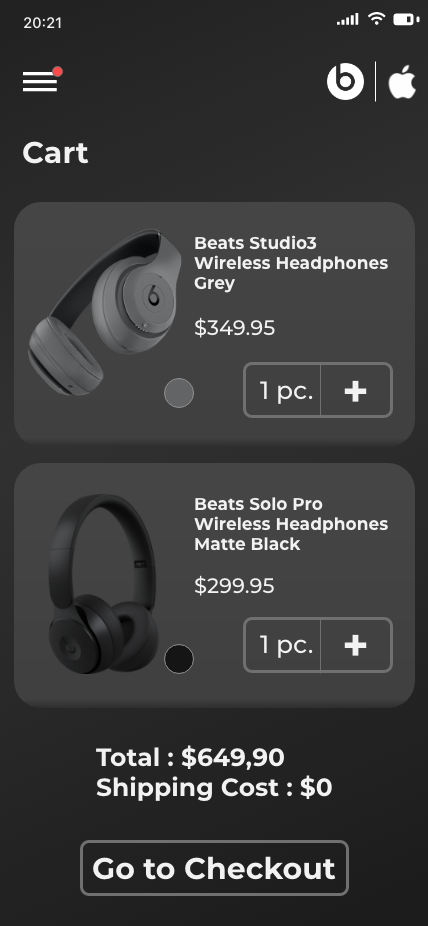 20:21
Cart
Beats Studio3
Wireless Headphones
Grey
$349.95
1 pc. +
Beats Solo Pro
Wireless Headphones
Matte Black
$299.95
1 pc. +
Total : $649,90
Shipping Cost : $0
Go to Checkout